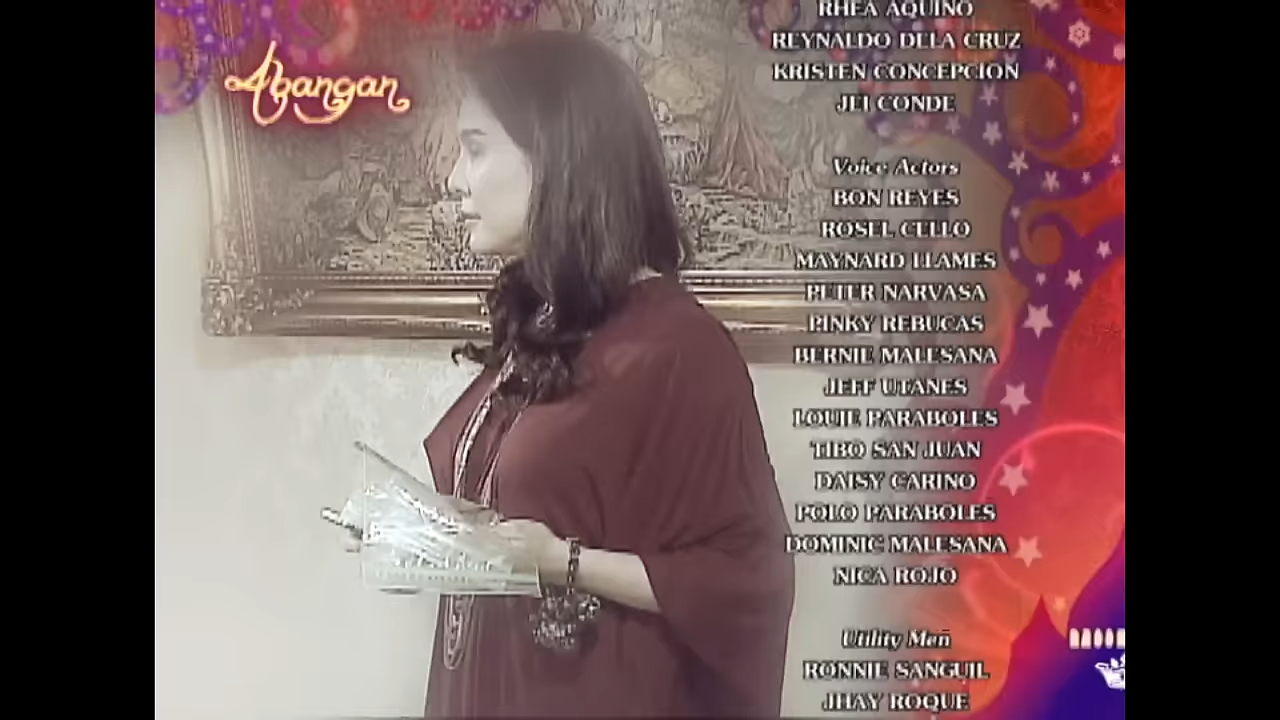 Abangan
RHEA AQUINO
REYNALDO DELA CRUZ
KRISTEN CONCEPCION
JEI CONDE
Voice Actors
BON REYES
ROSEL CELLO
MAYNARD LLAMES
PETER NARVASA
PINKY REBUCAS
BERNIE MALESANA
JEFF UTANES
LOUIE PARABOLES
TIBO SAN JUAN
DAISY CARINO
POLO PARABOLES
DOMINIC MALESANA
NICA ROJO
Utility Men
RONNIE SANGUIL
JHAY ROQUE